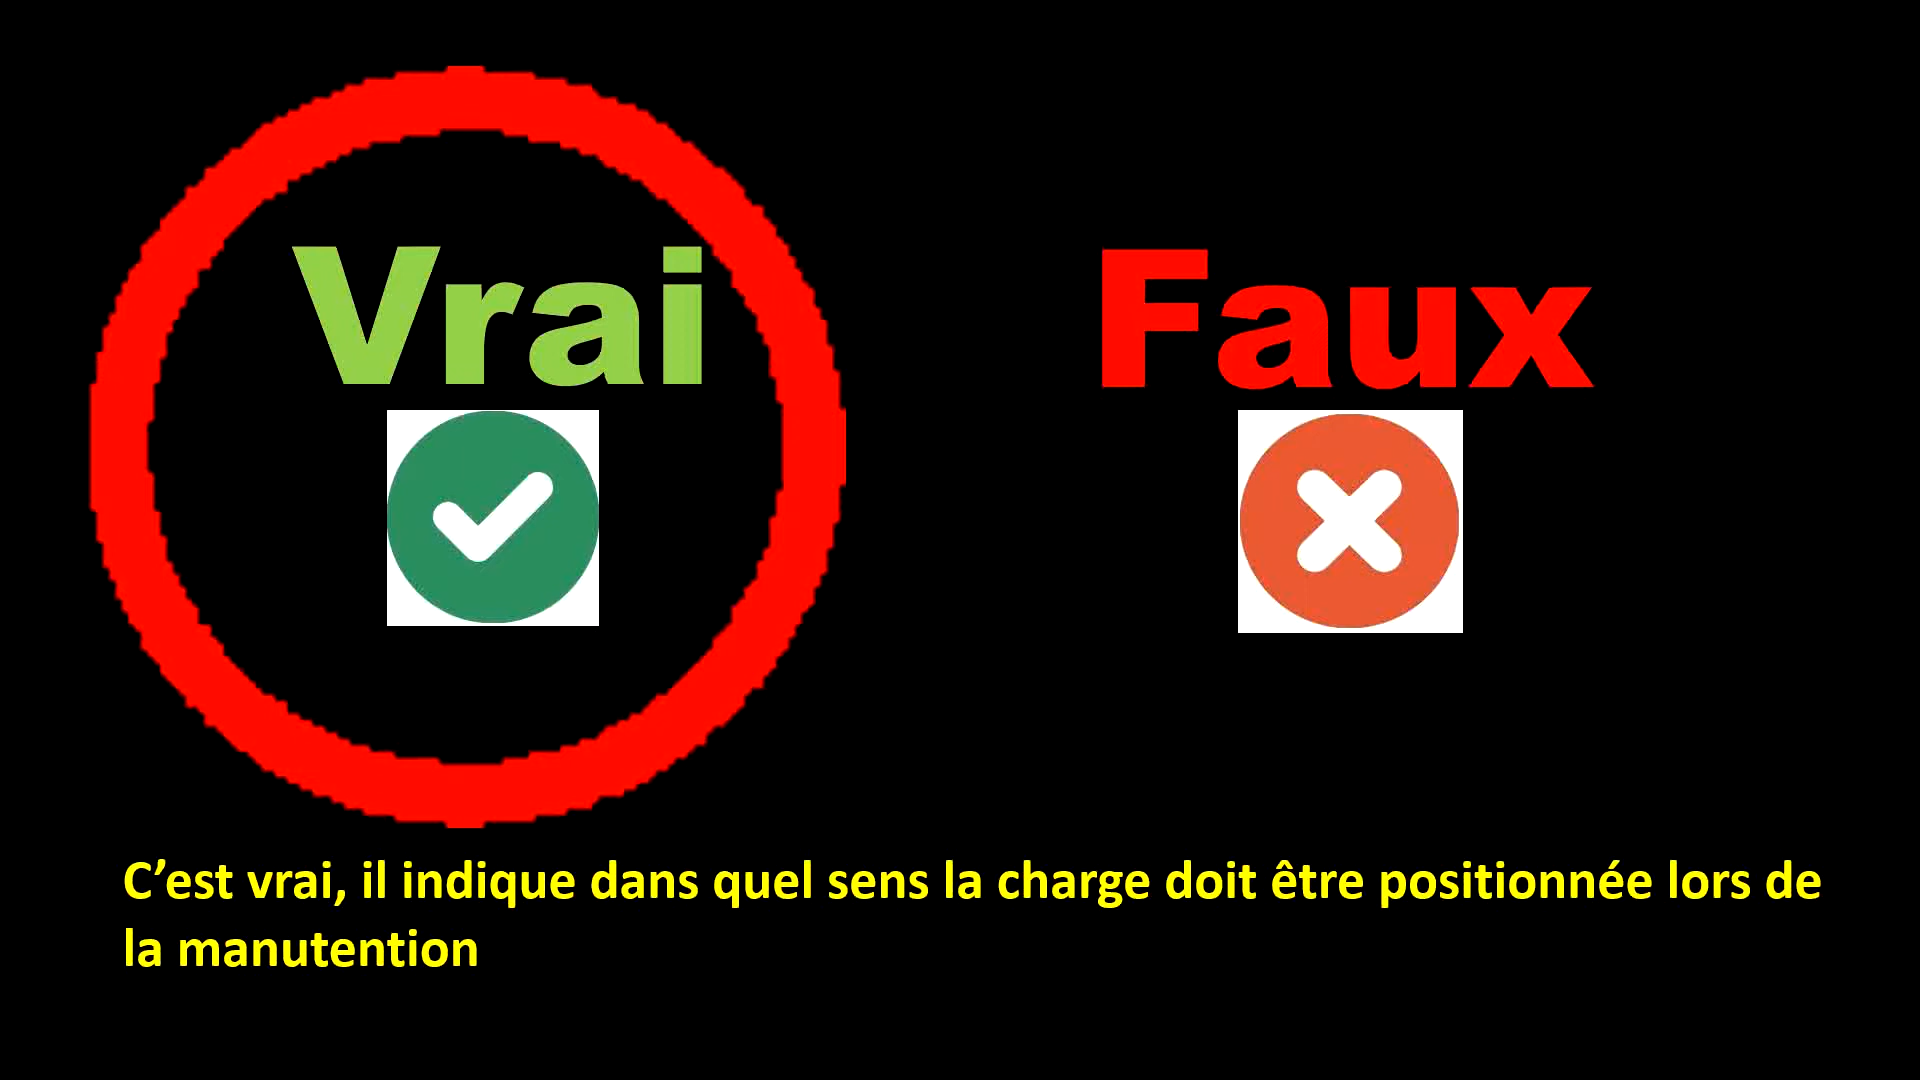 Vrai
Faux
C’est vrai, il indique dans quel sens la charge doit être positionnée lors de
la manutention